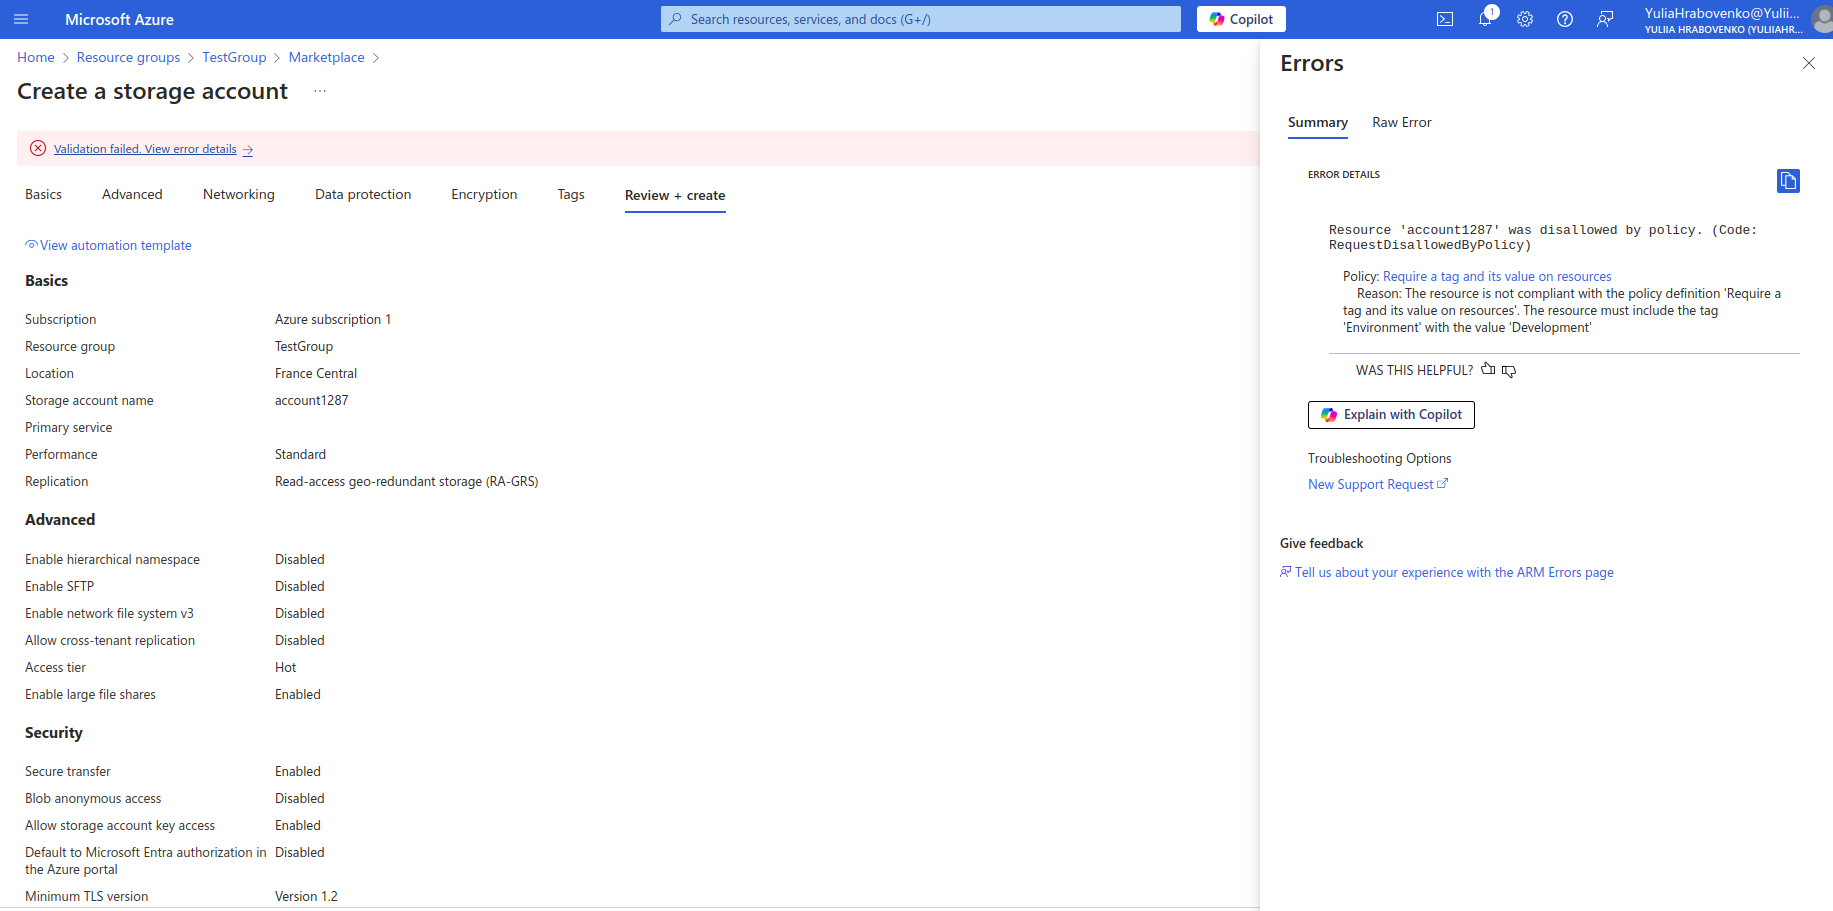 Microsoft Azure
Search resources, services, and docs (G+/)
Copilot
1
YuliaHrabovenko@Yulii...
YULIIA HRABOVENKO (YULIIAHR...
Home > Resource groups > TestGroup > Marketplace >
Create a storage account ...
Validation failed. View error details →
Basics Advanced Networking Data protection Encryption Tags Review + create
View automation template
Basics
Subscription Azure subscription 1
Resource group TestGroup
Location France Central
Storage account name account1287
Primary service
Performance Standard
Replication Read-access geo-redundant storage (RA-GRS)
Advanced
Enable hierarchical namespace Disabled
Enable SFTP Disabled
Enable network file system v3 Disabled
Allow cross-tenant replication Disabled
Access tier Hot
Enable large file shares Enabled
Security
Secure transfer Enabled
Blob anonymous access Disabled
Allow storage account key access Enabled
Default to Microsoft Entra authorization in Disabled
the Azure portal
Minimum TLS version Version 1.2
Errors
Summary Raw Error
ERROR DETAILS
Resource 'account1287' was disallowed by policy. (Code:
RequestDisallowedByPolicy)
Policy: Require a tag and its value on resources
Reason: The resource is not compliant with the policy definition 'Require a
tag and its value on resources'. The resource must include the tag
'Environment' with the value 'Development'
WAS THIS HELPFUL?
Explain with Copilot
Troubleshooting Options
New Support Request
Give feedback
Tell us about your experience with the ARM Errors page